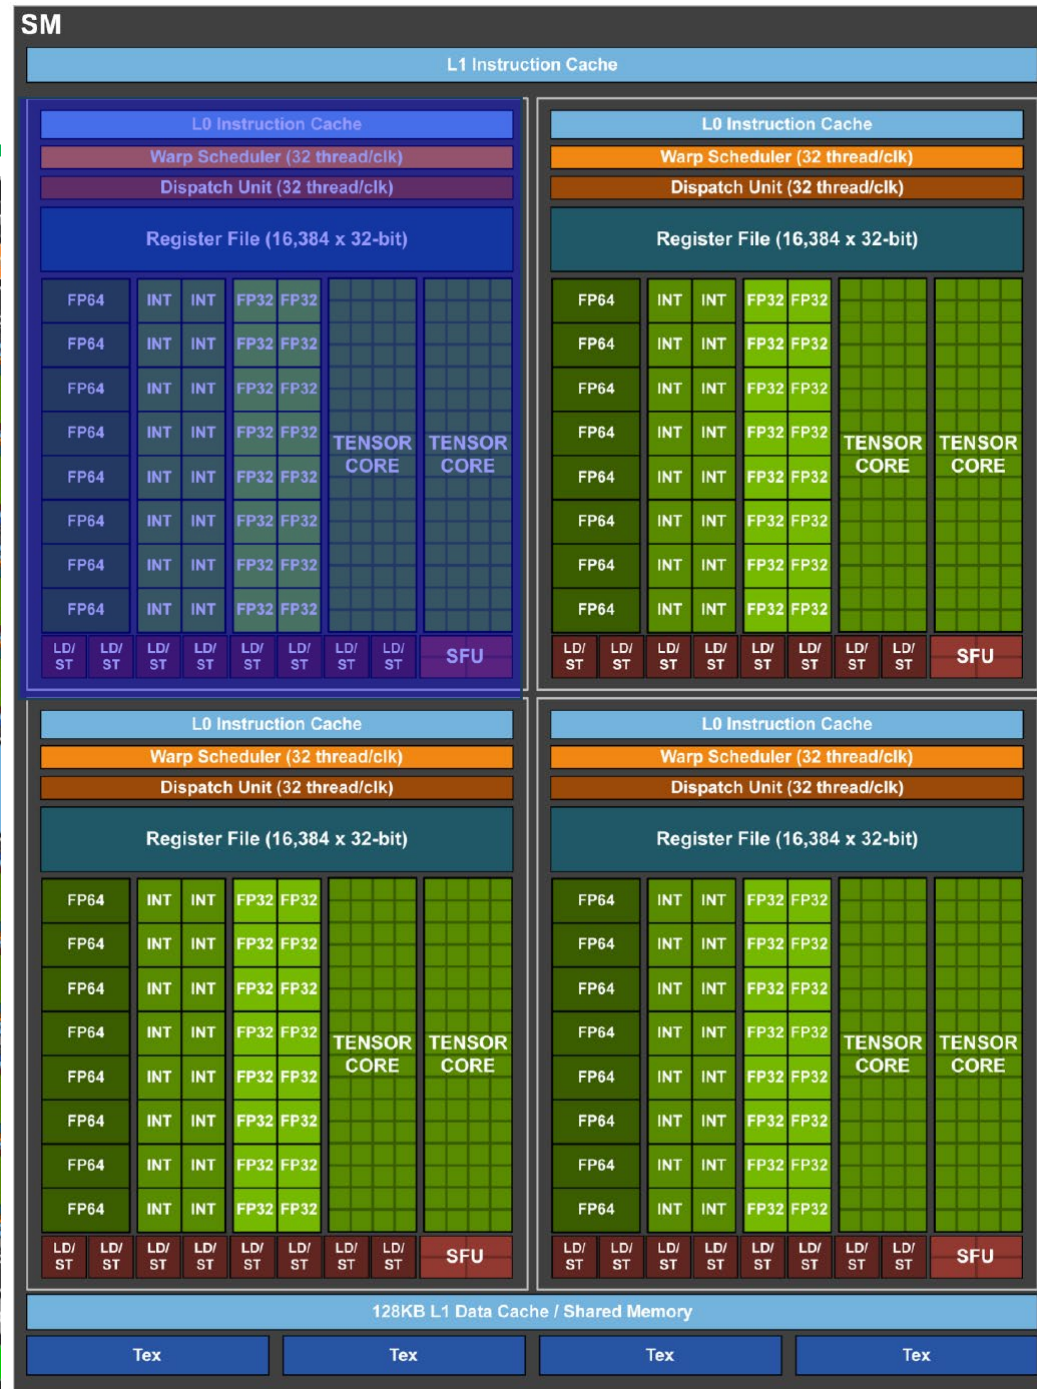 SM
L1 Instruction Cache
L0 Instruction Cache
Warp Scheduler (32 thread/clk)
Dispatch Unit (32 thread/clk)
Register File (16,384 x 32-bit)
FP64 INT INT FP32 FP32
FP64 INT INT FP32 FP32
FP64 INT INT FP32 FP32
FP64 INT INT FP32 FP32
TENSOR CORE TENSOR CORE
FP64 INT INT FP32 FP32
FP64 INT INT FP32 FP32
FP64 INT INT FP32 FP32
FP64 INT INT FP32 FP32
LD/ST LD/ST LD/ST LD/ST LD/ST LD/ST LD/ST LD/ST SFU
L0 Instruction Cache
Warp Scheduler (32 thread/clk)
Dispatch Unit (32 thread/clk)
Register File (16,384 x 32-bit)
FP64 INT INT FP32 FP32
FP64 INT INT FP32 FP32
FP64 INT INT FP32 FP32
FP64 INT INT FP32 FP32
TENSOR CORE TENSOR CORE
FP64 INT INT FP32 FP32
FP64 INT INT FP32 FP32
FP64 INT INT FP32 FP32
FP64 INT INT FP32 FP32
LD/ST LD/ST LD/ST LD/ST LD/ST LD/ST LD/ST LD/ST SFU
L0 Instruction Cache
Warp Scheduler (32 thread/clk)
Dispatch Unit (32 thread/clk)
Register File (16,384 x 32-bit)
FP64 INT INT FP32 FP32
FP64 INT INT FP32 FP32
FP64 INT INT FP32 FP32
FP64 INT INT FP32 FP32
TENSOR CORE TENSOR CORE
FP64 INT INT FP32 FP32
FP64 INT INT FP32 FP32
FP64 INT INT FP32 FP32
FP64 INT INT FP32 FP32
LD/ST LD/ST LD/ST LD/ST LD/ST LD/ST LD/ST LD/ST SFU
L0 Instruction Cache
Warp Scheduler (32 thread/clk)
Dispatch Unit (32 thread/clk)
Register File (16,384 x 32-bit)
FP64 INT INT FP32 FP32
FP64 INT INT FP32 FP32
FP64 INT INT FP32 FP32
FP64 INT INT FP32 FP32
TENSOR CORE TENSOR CORE
FP64 INT INT FP32 FP32
FP64 INT INT FP32 FP32
FP64 INT INT FP32 FP32
FP64 INT INT FP32 FP32
LD/ST LD/ST LD/ST LD/ST LD/ST LD/ST LD/ST LD/ST SFU
128KB L1 Data Cache / Shared Memory
Tex Tex Tex Tex